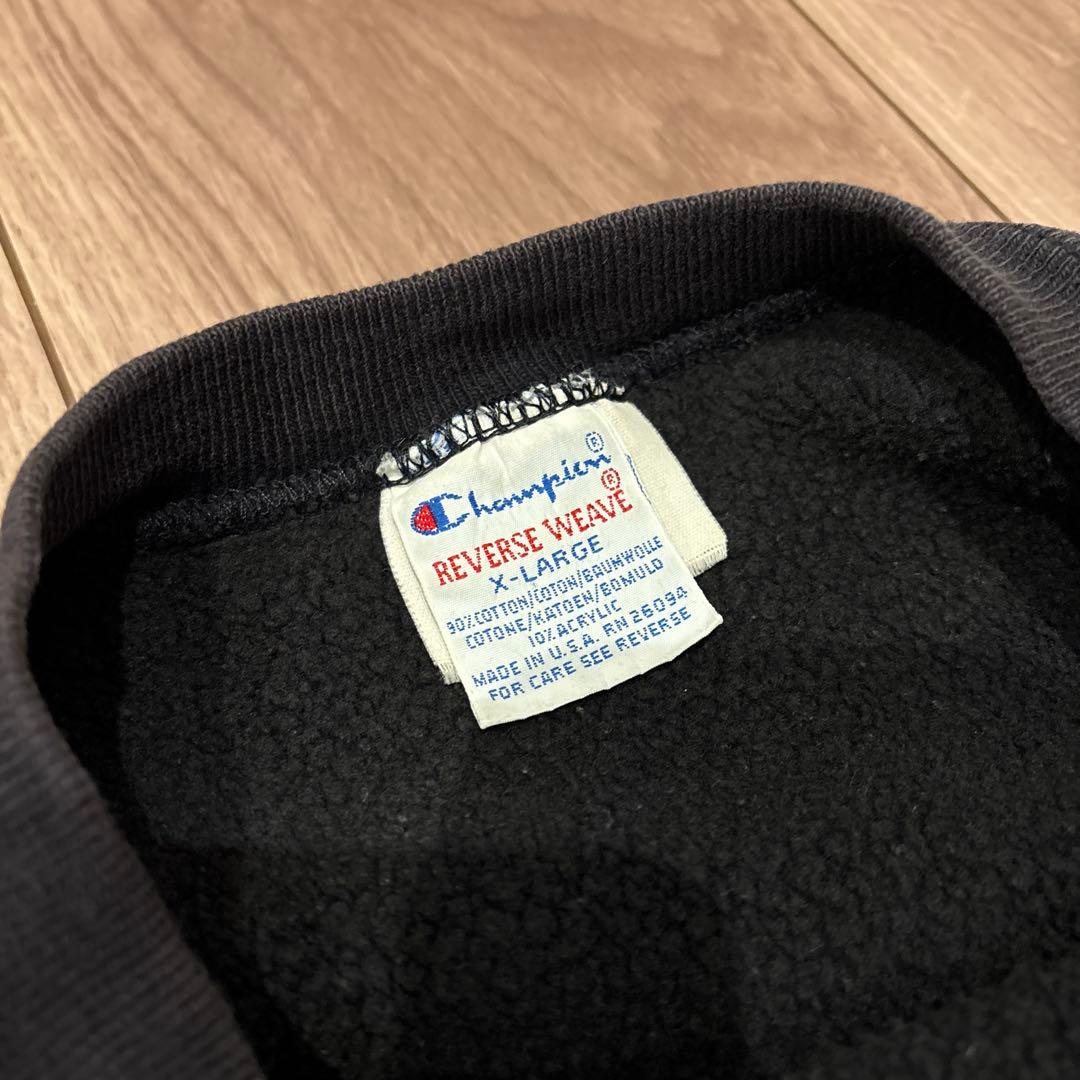 Champion®
REVERSE WEAVE®
X-LARGE
90%COTTON/COTON/BAUMWOLLE
COTONE/KATOEN/BOMULD
10% ACRYLIC
MADE IN U.S.A. RN 26094
FOR CARE SEE REVERSE